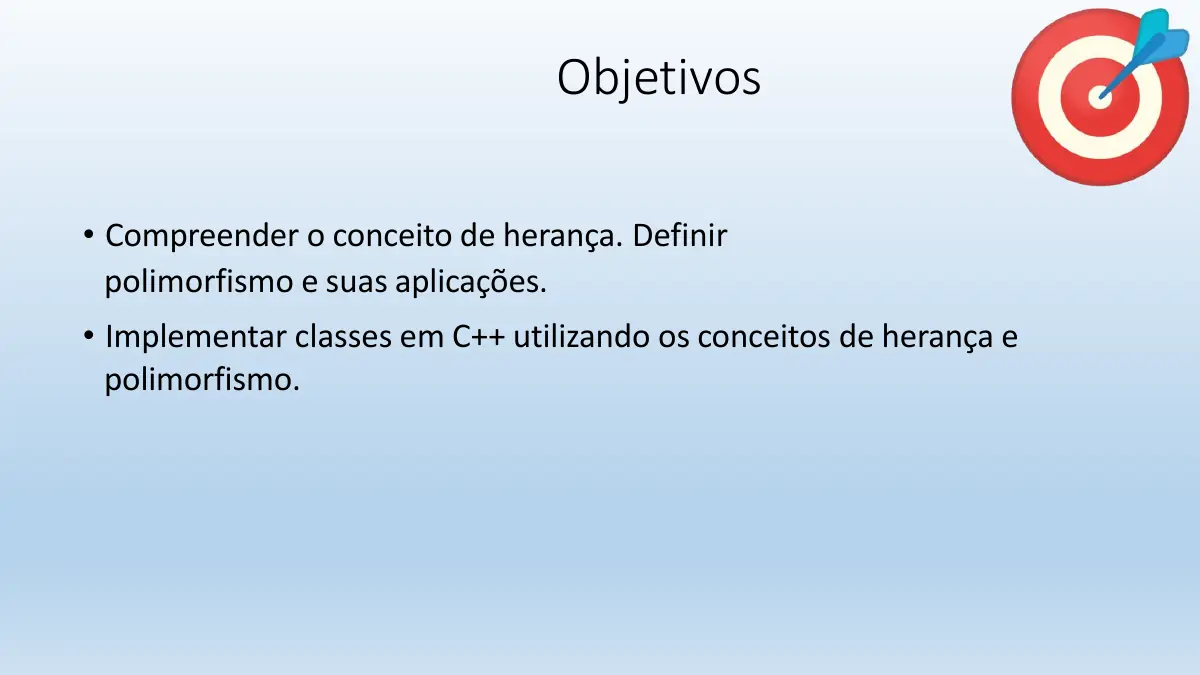 Objetivos
• Compreender o conceito de herança. Definir
polimorfismo e suas aplicações.
• Implementar classes em C++ utilizando os conceitos de herança e
polimorfismo.